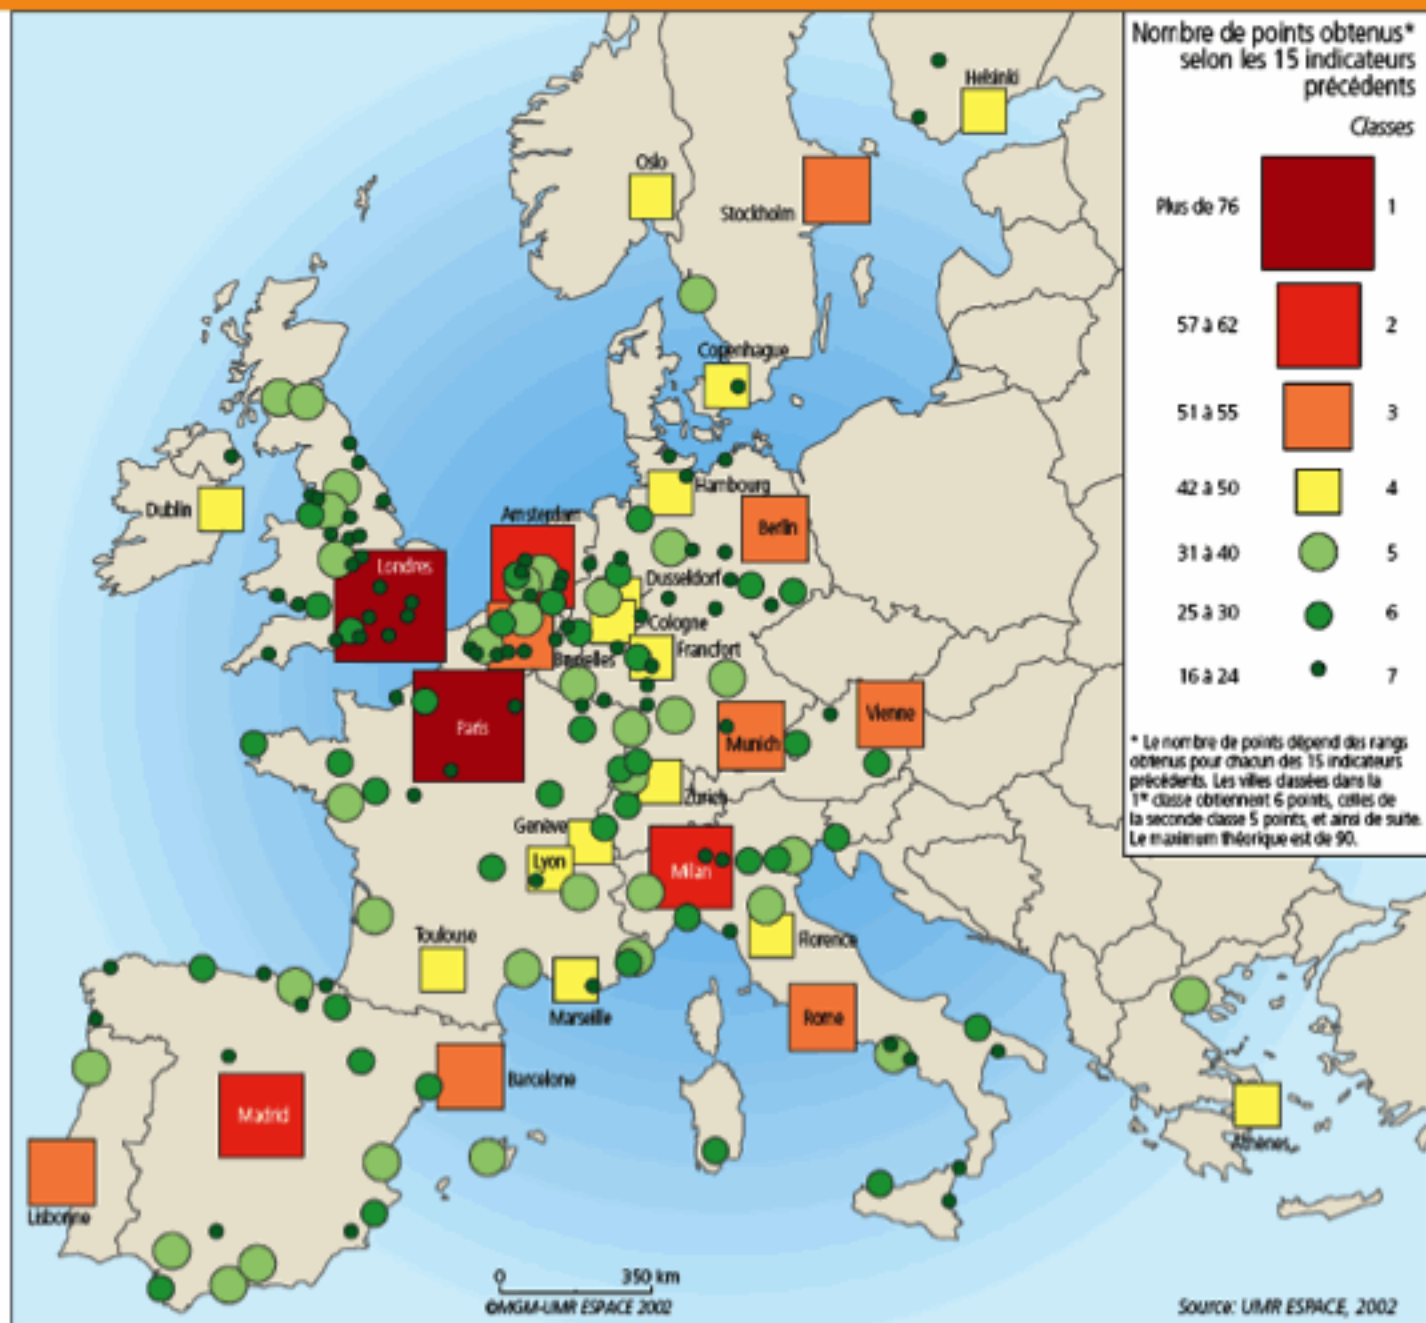 Nombre de points obtenus*
selon les 15 indicateurs
précédents
Classes
Plus de 76
1
57 à 62
2
51 à 55
3
42 à 50
4
31 à 40
5
25 à 30
6
16 à 24
7
* Le nombre de points dépend des rangs
obtenus pour chacun des 15 indicateurs
précédents. Les villes classées dans la
1re classe obtiennent 6 points, celles de
la seconde classe 5 points, et ainsi de suite.
Le maximum théorique est de 90.
Helsinki
Oslo
Stockholm
Copenhague
Hambourg
Dublin
Amsterdam
Berlin
Londres
Dusseldorf
Cologne
Francfort
Bruxelles
Paris
Munich
Vienne
Zurich
Genève
Lyon
Milan
Toulouse
Florence
Marseille
Rome
Barcelone
Madrid
Athènes
Lisbonne
0 350 km
©MGM-UMR ESPACE 2002
Source: UMR ESPACE, 2002